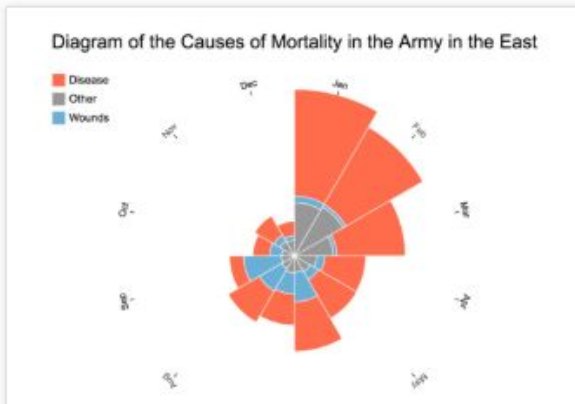 Diagram of the Causes of Mortality in the Army in the East
Disease
Other
Wounds
Dec
Jan
Nov
Feb
Oct
Mar
Sep
Apr
Aug
May